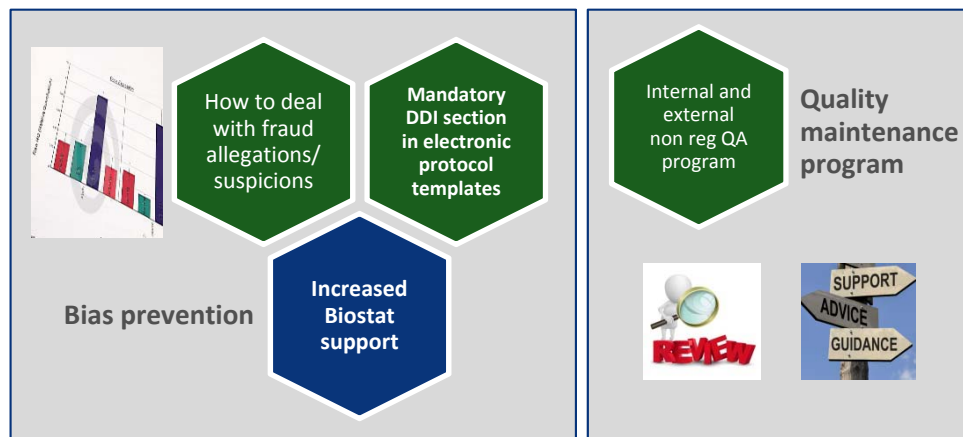 How to deal
with fraud
allegations/
suspicions
Mandatory
DDI section
in electronic
protocol
templates
Bias prevention
Increased
Biostat
support
Internal and
external
non reg QA
program
Quality
maintenance
program
REVIEW
SUPPORT
ADVICE
GUIDANCE